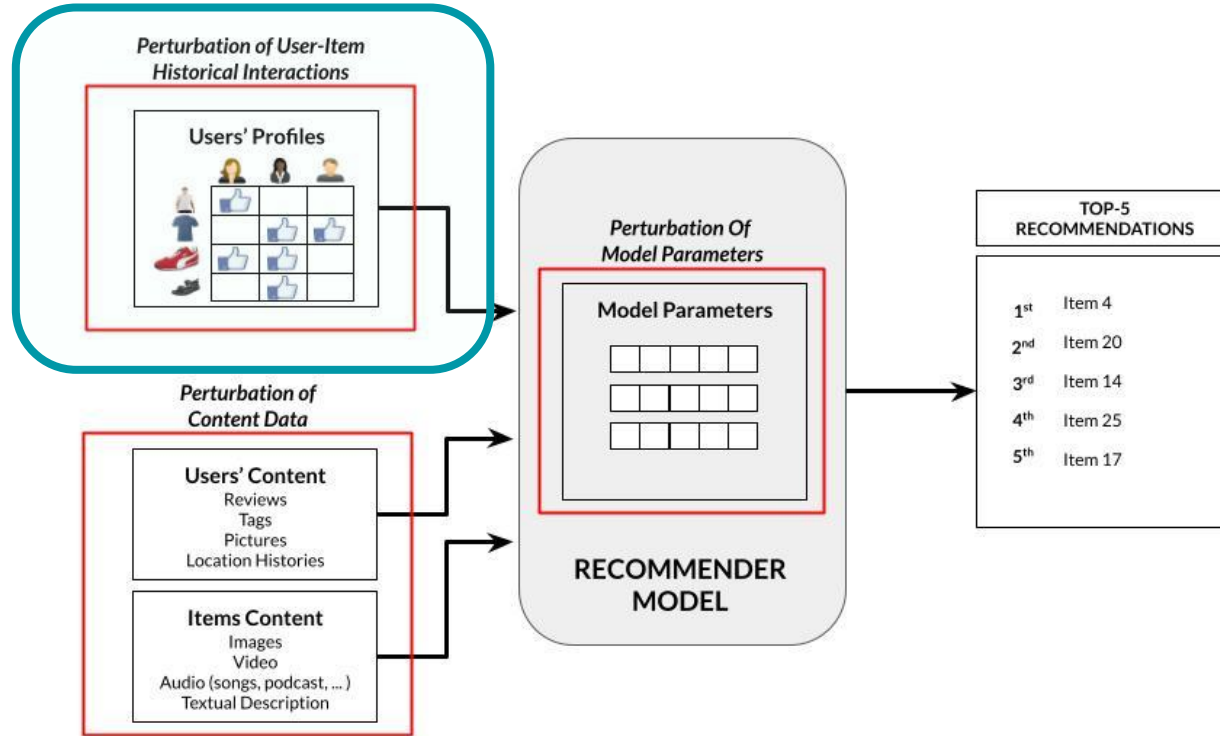 Perturbation of User-Item
Historical Interactions
Users' Profiles
Perturbation of
Content Data
Users' Content
Reviews
Tags
Pictures
Location Histories
Items Content
Images
Video
Audio (songs, podcast, ... )
Textual Description
Perturbation Of
Model Parameters
Model Parameters
RECOMMENDER
MODEL
TOP-5
RECOMMENDATIONS
1st Item 4
2nd Item 20
3rd Item 14
4th Item 25
5th Item 17